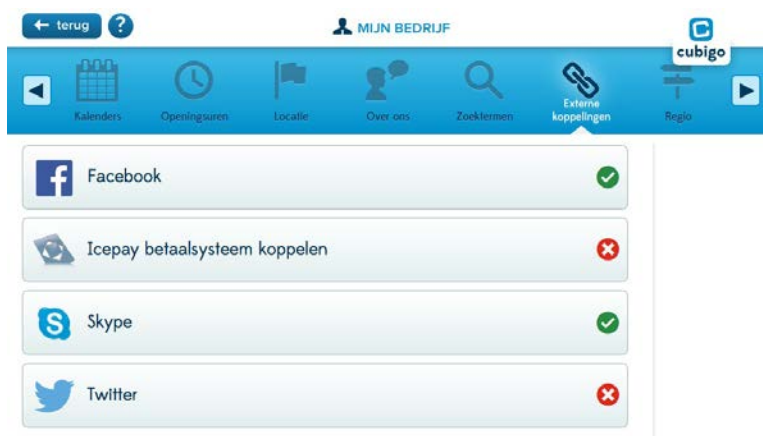 terug
?
MIJN BEDRIJF
cubigo
Kalenders
Openingsuren
Locatie
Over ons
Zoektermen
Externe
koppelingen
Regio
Facebook
Icepay betaalsysteem koppelen
Skype
Twitter